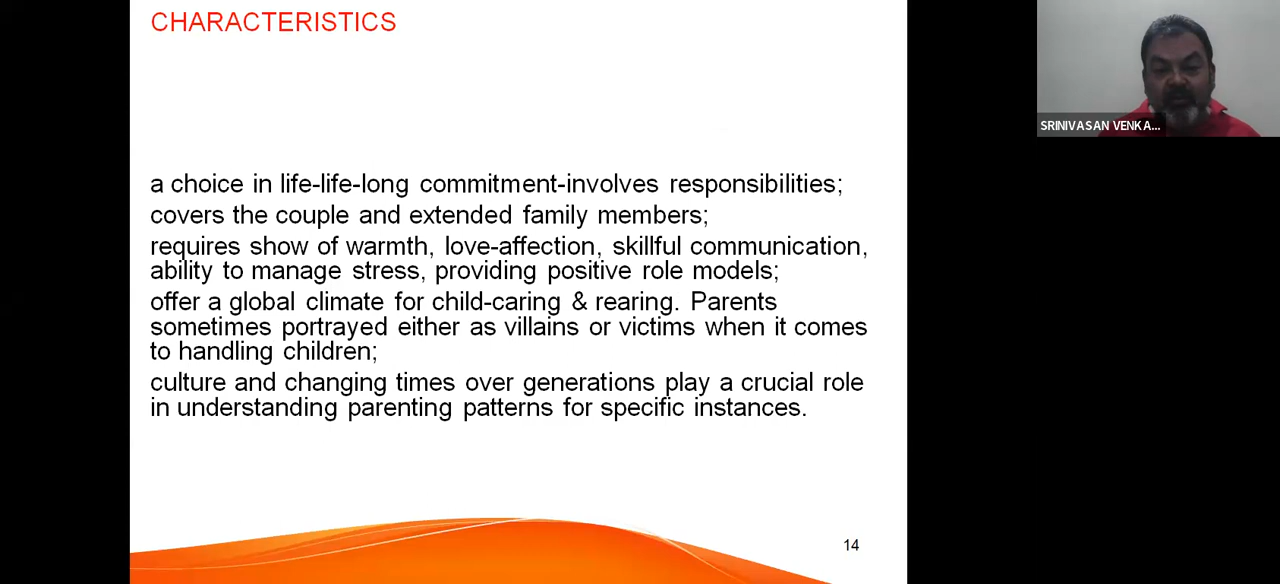 CHARACTERISTICS
SRINIVASAN VENKA...
a choice in life-life-long commitment-involves responsibilities;
covers the couple and extended family members;
requires show of warmth, love-affection, skillful communication,
ability to manage stress, providing positive role models;
offer a global climate for child-caring & rearing. Parents
sometimes portrayed either as villains or victims when it comes
to handling children;
culture and changing times over generations play a crucial role
in understanding parenting patterns for specific instances.
14